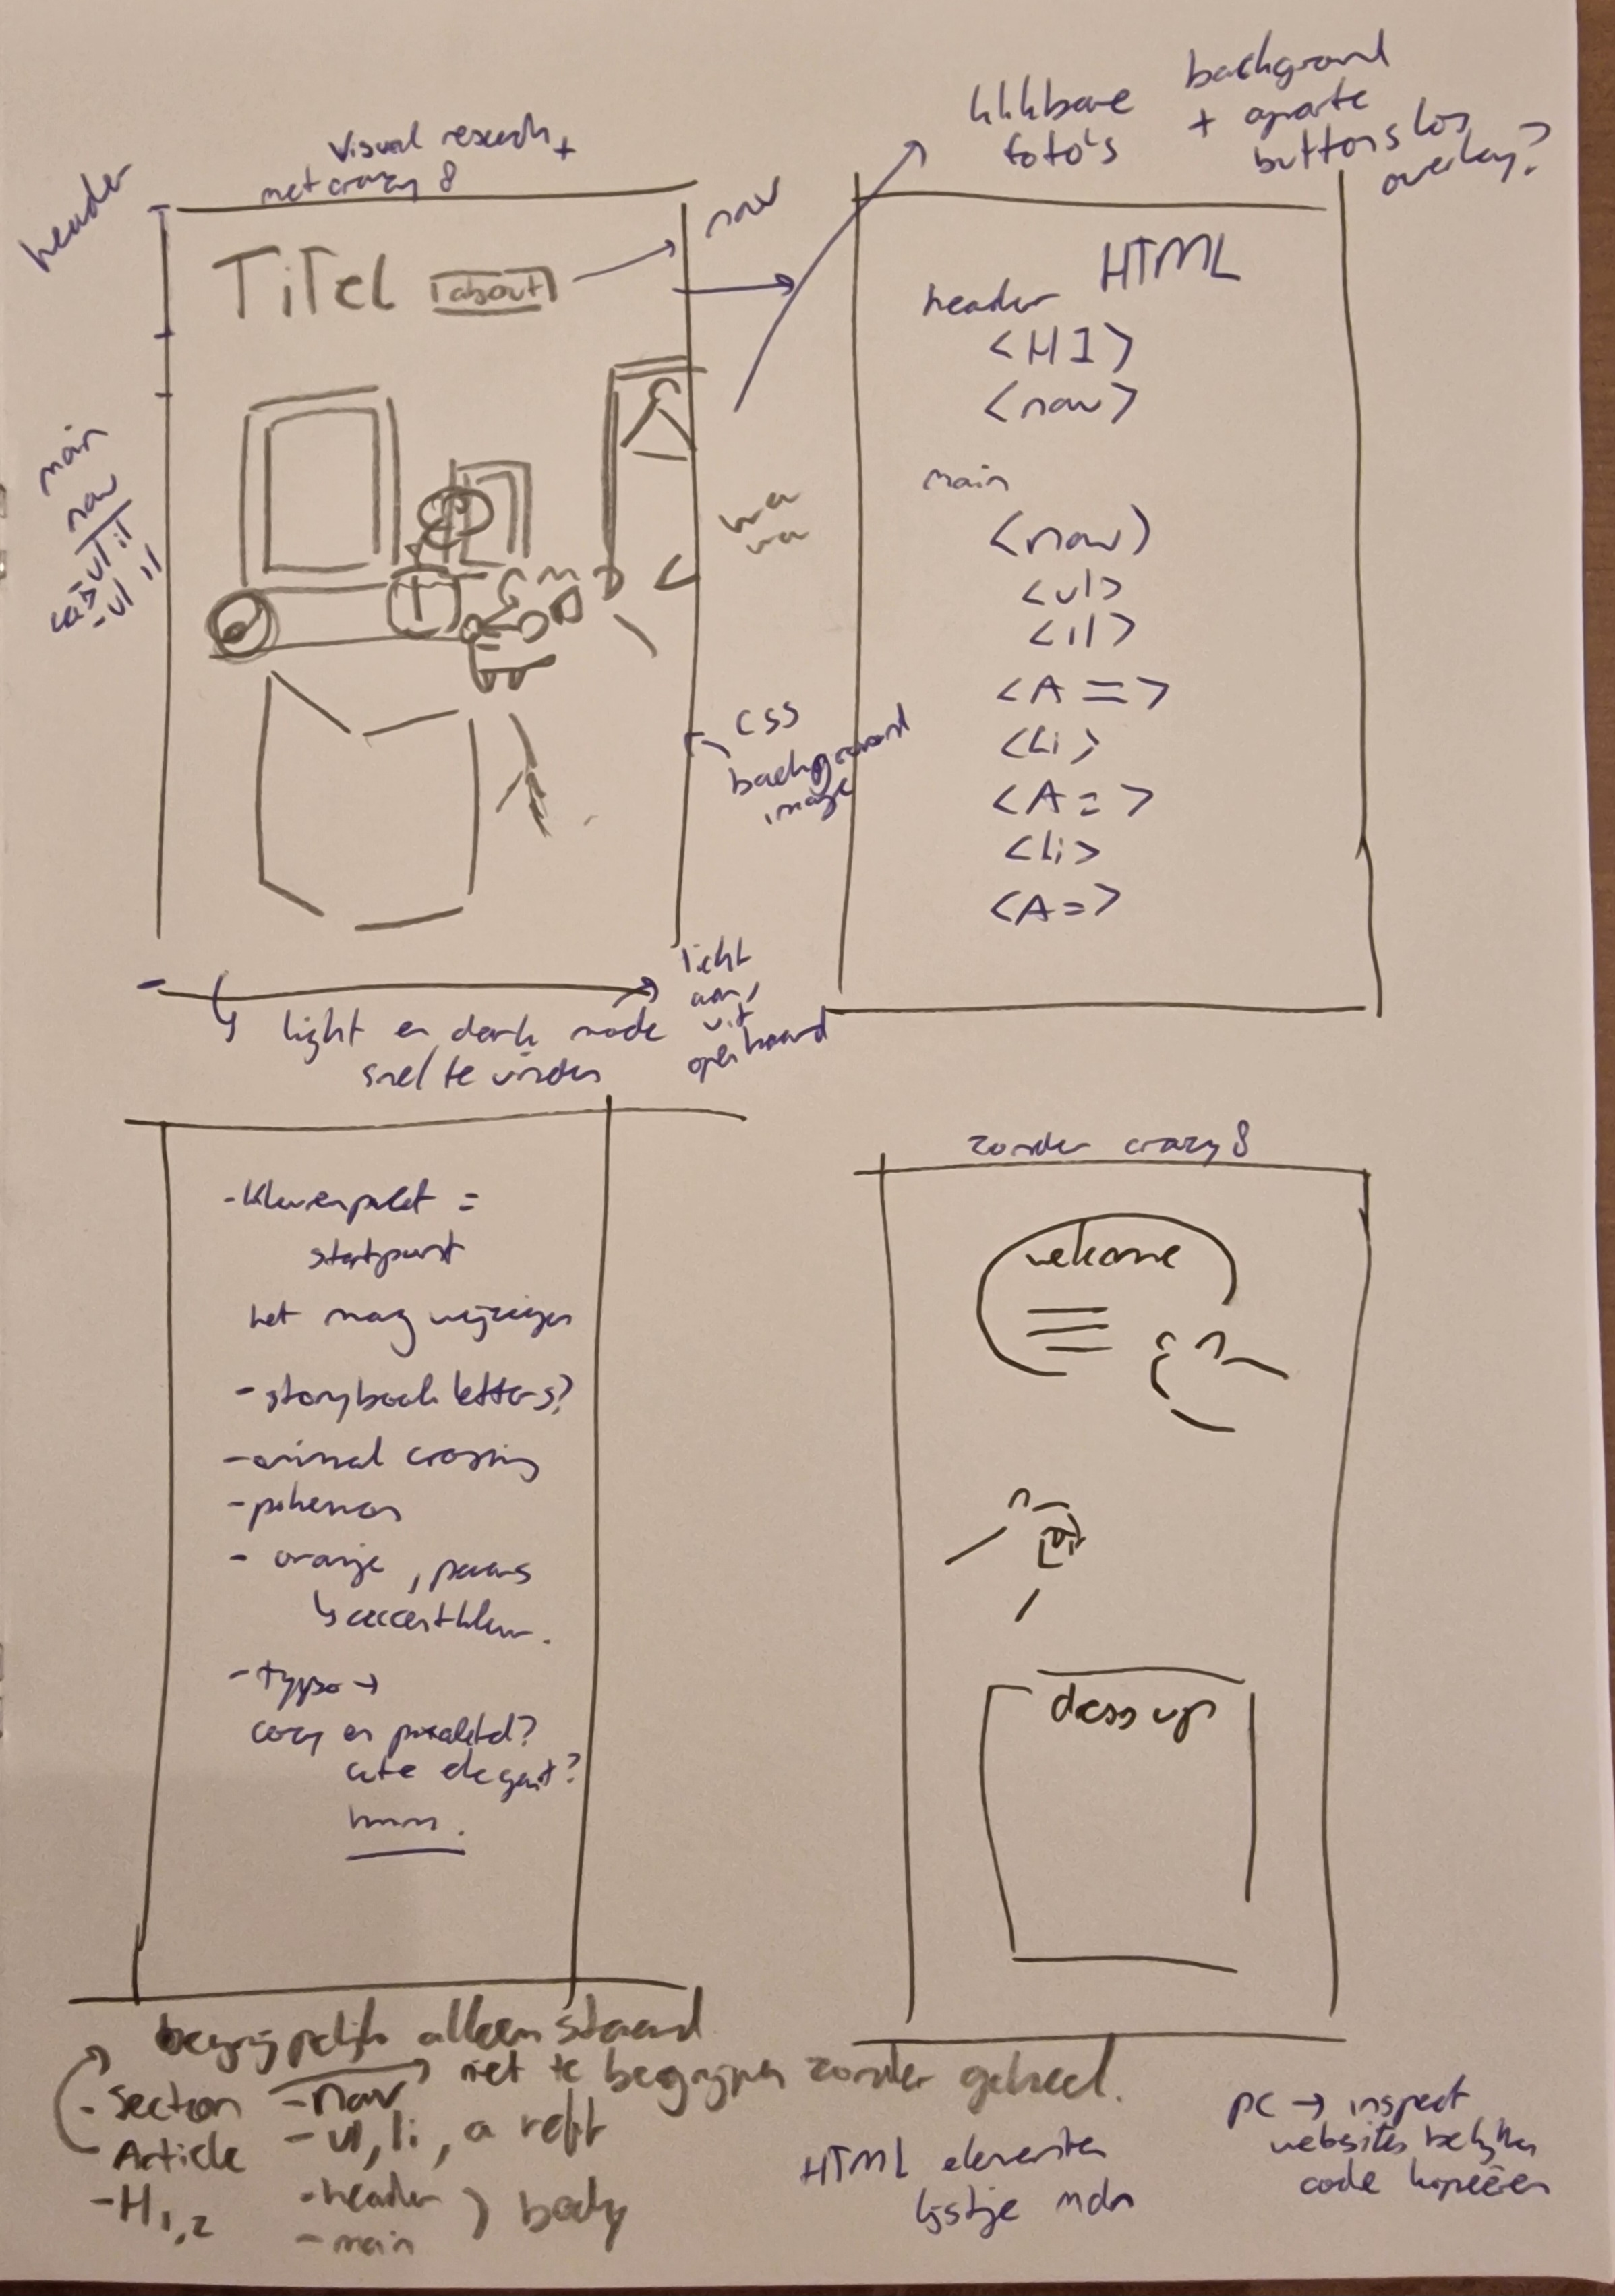 Visual research +
met crazy 8
header
TiTel about
nav
main
nav
css
background
image
licht
aan,
uit
light en dark mode
snel te vinden
klikbare
foto's
background
+ aparte
buttons los
overlay?
HTML
header
<H1>
<nav>
main
<nav>
<ul>
<il>
<A =>
<Li>
<A =>
<Li>
<A =>
- kleurenpalet =
startpunt
het mag wijzigen
- storybook letters?
- animal crossing
- pokemon
- oranje, paars
↳ accentkleur.
- typo →
cozy en pixelated?
cute elegant?
hmm.
zonder crazy 8
welcome
dress up
begrijpelijk alleen staand
- Section
Article
- H1,2
- nav → niet te begrijpen zonder geheel.
- ul, li, a
- header
- main
) body
HTML elementen
lijstje mdn
pc → inspect
websites bekijken
code kopieëren